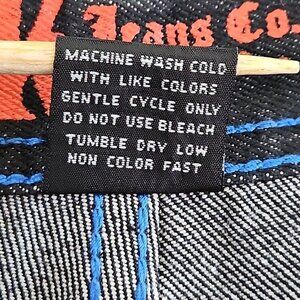 Jeans Co.
MACHINE WASH COLD
WITH LIKE COLORS
GENTLE CYCLE ONLY
DO NOT USE BLEACH
TUMBLE DRY LOW
NON COLOR FAST